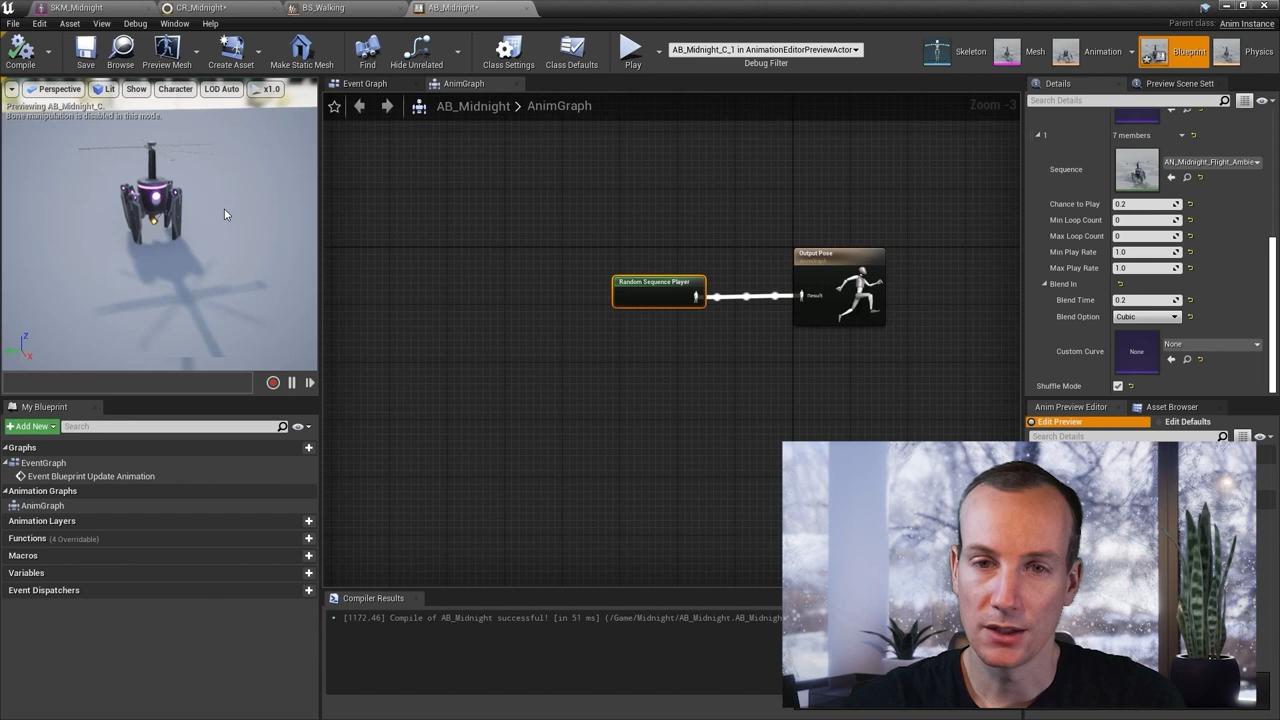 SKM_Midnight
CR_Midnight*
BS_Walking
AB_Midnight*
File Edit Asset View Debug Window Help
Parent class: Anim Instance
Compile
Save
Browse
Preview Mesh
Create Asset
Make Static Mesh
Find
Hide Unrelated
Class Settings
Class Defaults
Play
AB_Midnight_C_1 in AnimationEditorPreviewActor
Debug Filter
Skeleton
Mesh
Animation
Blueprint
Physics
Perspective
Lit
Show
Character
LOD Auto
x1.0
Previewing AB_Midnight_C.
Bone manipulation is disabled in this mode.
Z
X
Event Graph
AnimGraph
AB_Midnight > AnimGraph
Zoom -3
Random Sequence Player
Output Pose
AnimGraph
Result
Details
Preview Scene Sett
Search Details
1
7 members
Sequence
AN_Midnight_Flight_Ambie
Chance to Play
0.2
Min Loop Count
0
Max Loop Count
0
Min Play Rate
1.0
Max Play Rate
1.0
Blend In
Blend Time
0.2
Blend Option
Cubic
Custom Curve
None
None
Shuffle Mode
Anim Preview Editor
Asset Browser
Edit Preview
Edit Defaults
Search Details
My Blueprint
+Add New
Search
Graphs
EventGraph
Event Blueprint Update Animation
Animation Graphs
AnimGraph
Animation Layers
Functions (4 Overridable)
Macros
Variables
Event Dispatchers
Compiler Results
[1172.46] Compile of AB_Midnight successful! [in 51 ms] (/Game/Midnight/AB_Midnight.AB_Midnigh